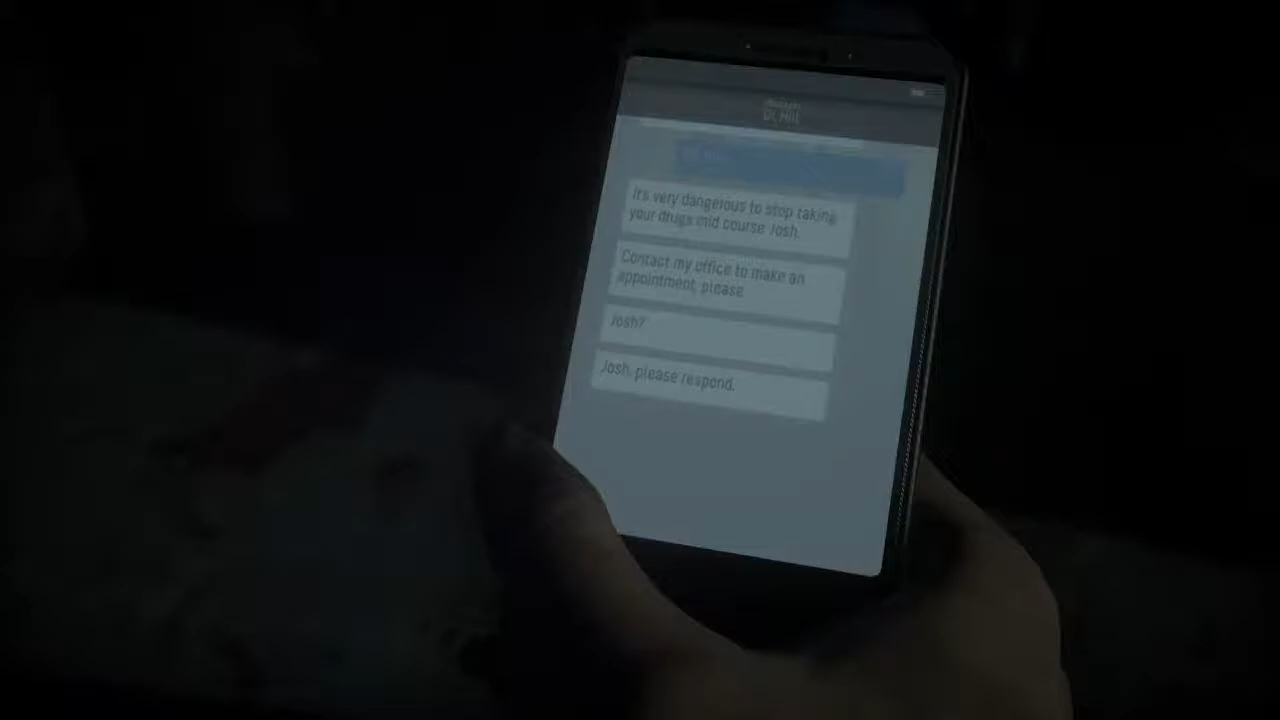 It's very dangerous to stop taking
your drugs mid course Josh.
Contact my office to make an
appointment, please
Josh?
Josh, please respond.